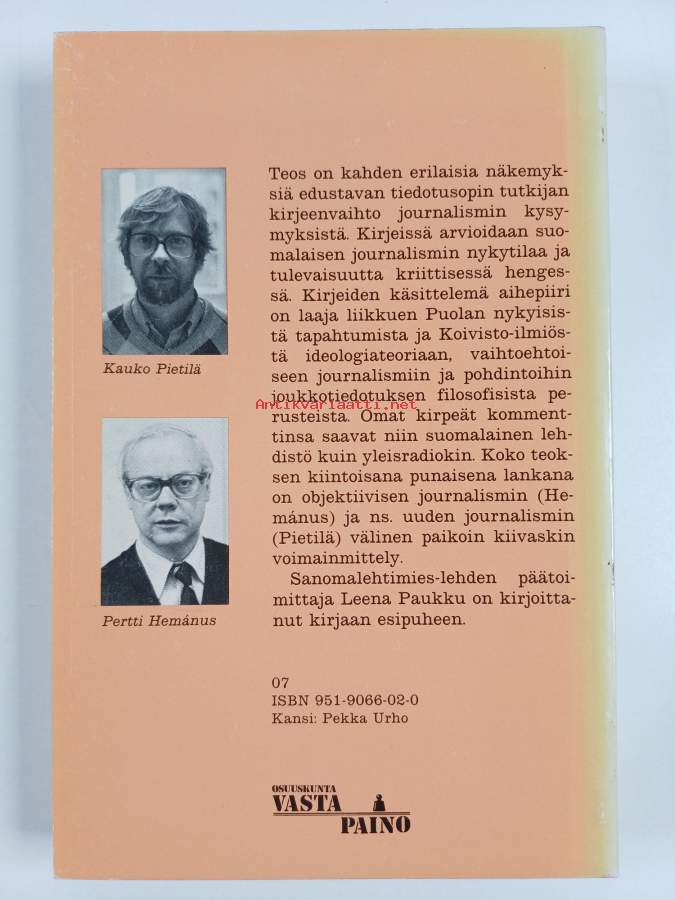 Teos on kahden erilaisia näkemyk-
siä edustavan tiedotusopin tutkijan
kirjeenvaihto journalismin kysy-
myksistä. Kirjeissä arvioidaan suo-
malaisen journalismin nykytilaa ja
tulevaisuutta kriittisessä henges-
sä. Kirjeiden käsittelemä aihepiiri
on laaja liikkuen Puolan nykyisis-
tä tapahtumista ja Koivisto-ilmiös-
tä ideologiateoriaan, vaihtoehtoi-
seen journalismiin ja pohdintoihin
joukkotiedotuksen filosofisista pe-
Antikvariaatti.net
rusteista. Omat kirpeät komment-
tinsa saavat niin suomalainen leh-
distö kuin yleisradiokin. Koko teok-
sen kiintoisana punaisena lankana
on objektiivisen journalismin (He-
mánus) ja ns. uuden journalismin
(Pietilä) välinen paikoin kiivaskin
voimainmittely.
Sanomalehtimies-lehden päätoi-
mittaja Leena Paukku on kirjoitta-
nut kirjaan esipuheen.
Kauko Pietilä
Pertti Hemánus
07
ISBN 951-9066-02-0
Kansi: Pekka Urho
OSUUSKUNTA
VASTA
PAINO